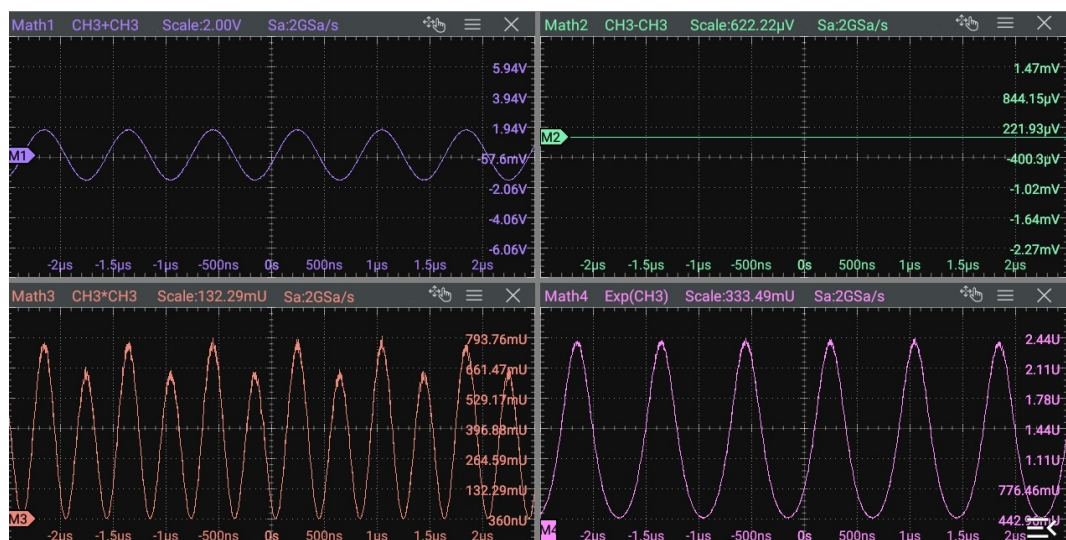 Math1 CH3+CH3 Scale:2.00V Sa:2GSa/s
5.94V
3.94V
1.94V
M1
-57.6mV
-2.06V
-4.06V
-6.06V
-2µs -1.5µs -1µs -500ns 0s 500ns 1µs 1.5µs 2µs
Math2 CH3-CH3 Scale:622.22µV Sa:2GSa/s
1.47mV
844.15µV
221.93µV
M2
-400.3µV
-1.02mV
-1.64mV
-2.27mV
-2µs -1.5µs -1µs -500ns 0s 500ns 1µs 1.5µs 2µs
Math3 CH3*CH3 Scale:132.29mU Sa:2GSa/s
793.76mU
661.47mU
529.17mU
396.88mU
264.59mU
132.29mU
M3
360nU
-2µs -1.5µs -1µs -500ns 0s 500ns 1µs 1.5µs 2µs
Math4 Exp(CH3) Scale:333.49mU Sa:2GSa/s
2.44U
2.11U
1.78U
1.44U
1.11U
776.46mU
M4
-2µs -1.5µs -1µs -500ns 0s 500ns 1µs 1.5µs 2µs